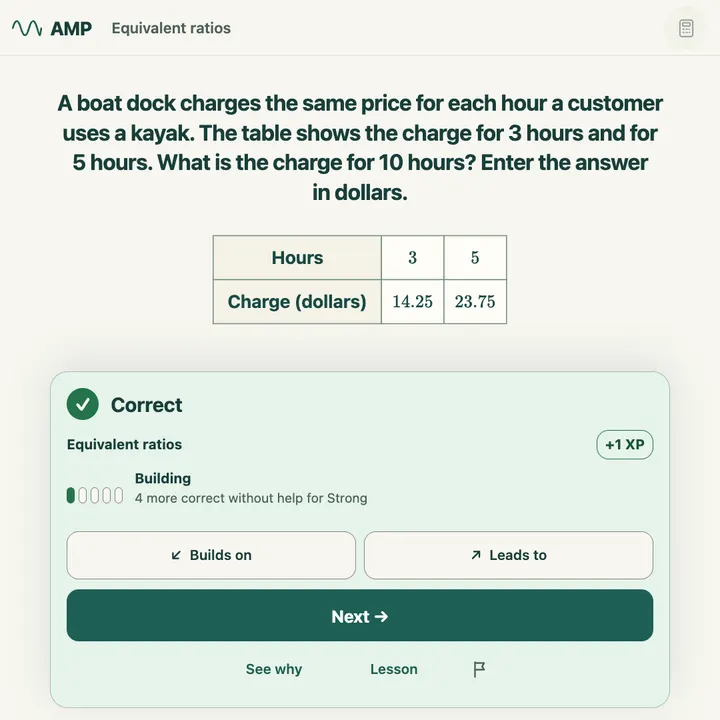 AMP Equivalent ratios
A boat dock charges the same price for each hour a customer
uses a kayak. The table shows the charge for 3 hours and for
5 hours. What is the charge for 10 hours? Enter the answer
in dollars.
Hours 3 5
Charge (dollars) 14.25 23.75
Correct
Equivalent ratios +1 XP
Building
4 more correct without help for Strong
↙ Builds on ↗ Leads to
Next →
See why Lesson